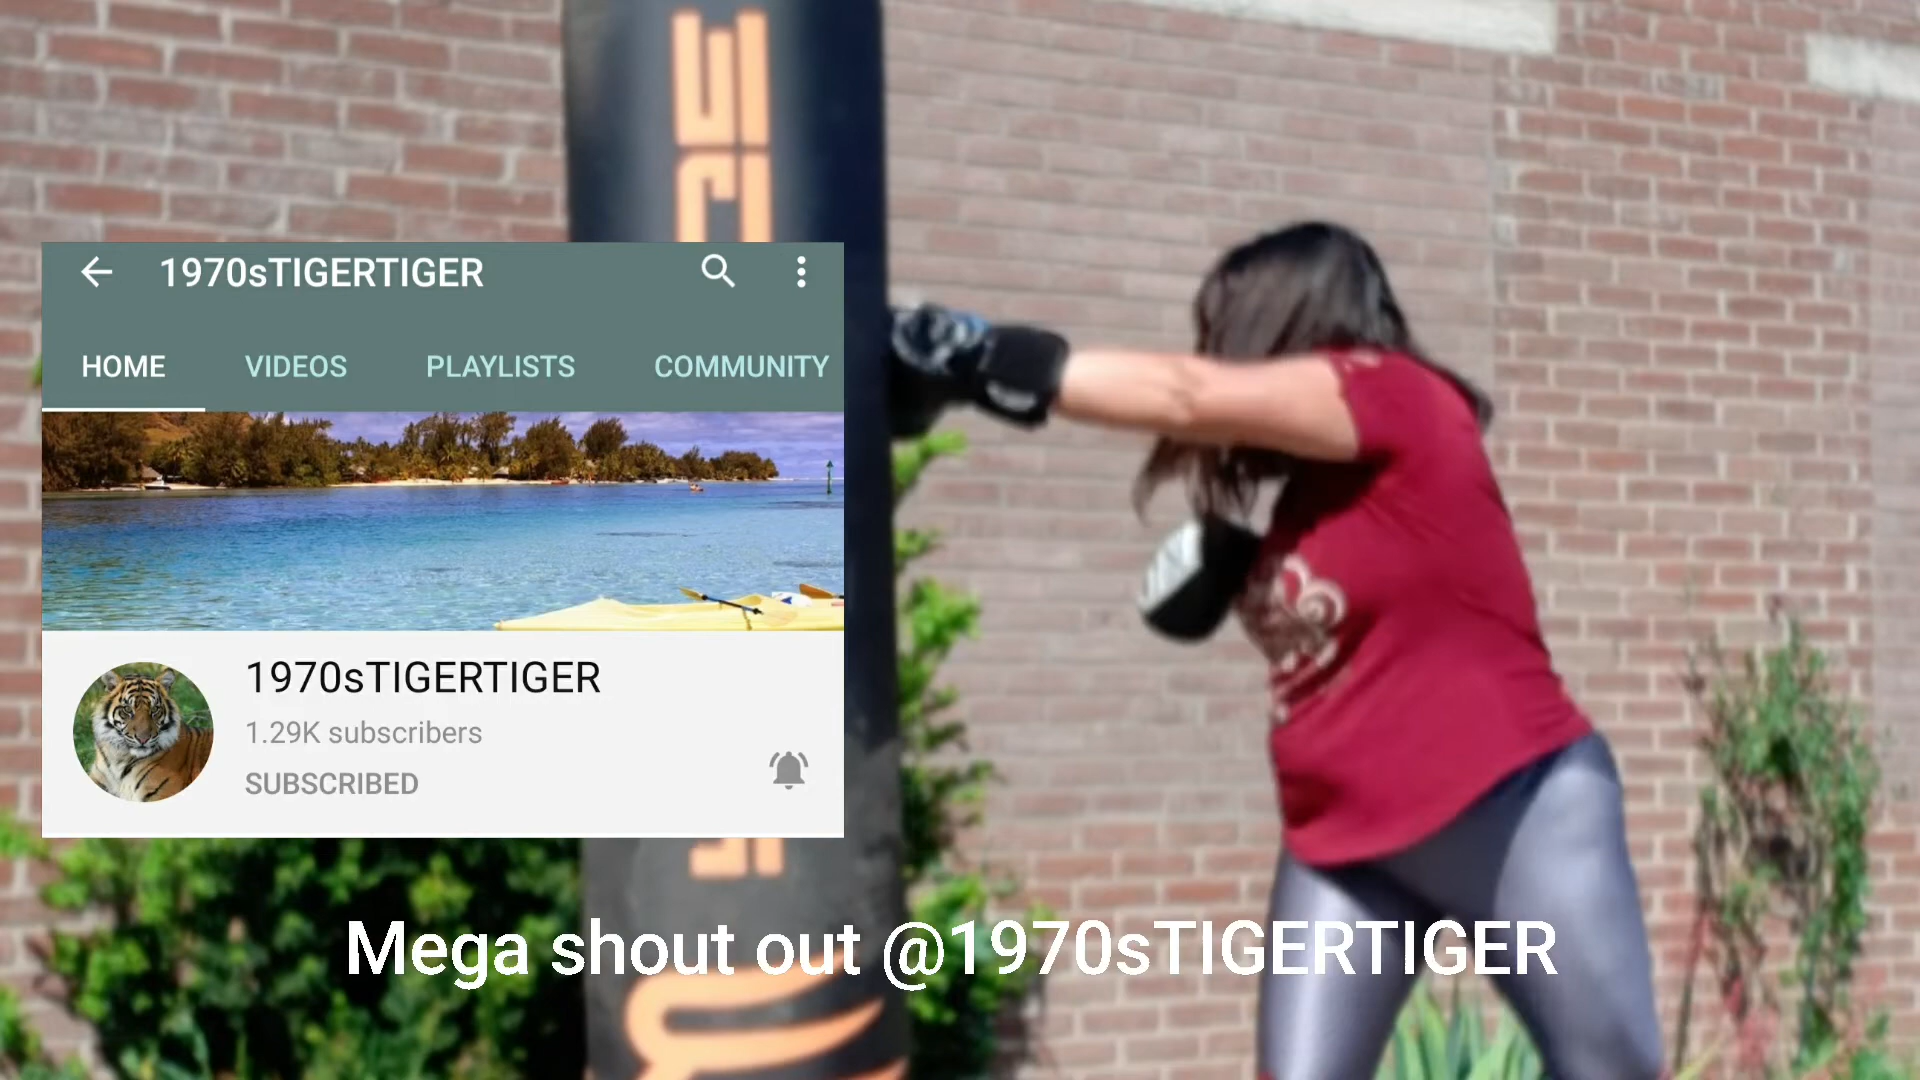 1970sTIGERTIGER
HOME VIDEOS PLAYLISTS COMMUNITY
1970sTIGERTIGER
1.29K subscribers
SUBSCRIBED
Mega shout out @1970sTIGERTIGER